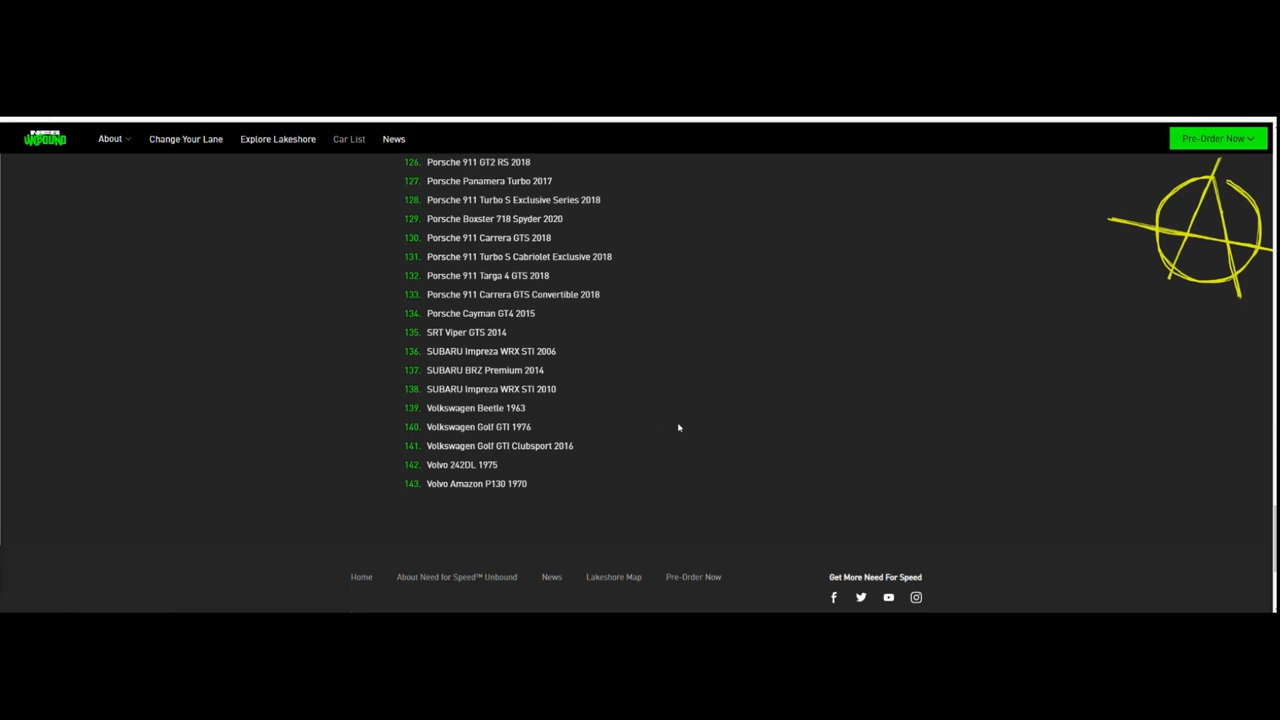 NFS
UNBOUND
About
Change Your Lane
Explore Lakeshore
Car List
News
Pre-Order Now
126. Porsche 911 GT2 RS 2018
127. Porsche Panamera Turbo 2017
128. Porsche 911 Turbo S Exclusive Series 2018
129. Porsche Boxster 718 Spyder 2020
130. Porsche 911 Carrera GTS 2018
131. Porsche 911 Turbo S Cabriolet Exclusive 2018
132. Porsche 911 Targa 4 GTS 2018
133. Porsche 911 Carrera GTS Convertible 2018
134. Porsche Cayman GT4 2015
135. SRT Viper GTS 2014
136. SUBARU Impreza WRX STI 2006
137. SUBARU BRZ Premium 2014
138. SUBARU Impreza WRX STI 2010
139. Volkswagen Beetle 1963
140. Volkswagen Golf GTI 1976
141. Volkswagen Golf GTI Clubsport 2016
142. Volvo 242DL 1975
143. Volvo Amazon P130 1970
Home
About Need for Speed™ Unbound
News
Lakeshore Map
Pre-Order Now
Get More Need For Speed